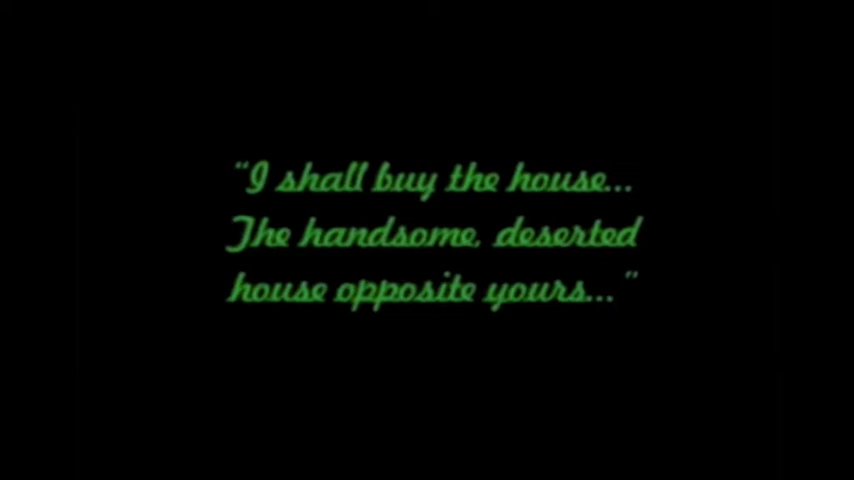 “I shall buy the house...
The handsome, deserted
house opposite yours...”